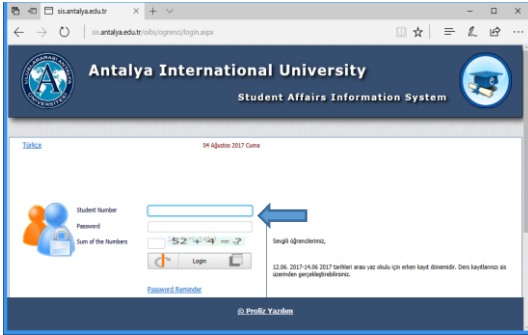 sis.antalya.edu.tr
sis.antalya.edu.tr/oibs/ogrenci/login.aspx
Antalya International University
Student Affairs Information System
Türkçe
04 Ağustos 2017 Cuma
Student Number
Password
Sum of the Numbers
52 + 4 = ?
Login
Password Reminder
Sevgili öğrencilerimiz,
12.06. 2017-14.06 2017 tarihleri arası yaz okulu için erken kayıt dönemidir. Ders kayıtlarınızı sis
üzerinden gerçekleştirebilirsiniz.
© Proliz Yazılım